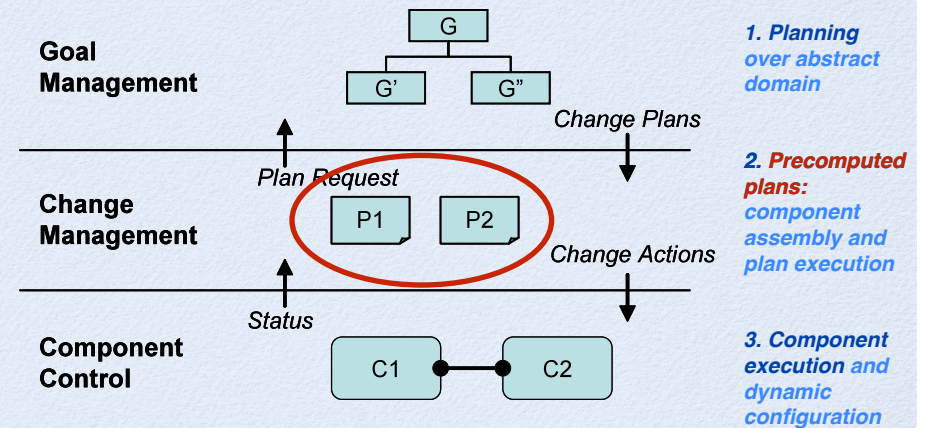 G
Goal
Management
G'
G”
1. Planning
over abstract
domain
Change Plans
Plan Request
Change
Management
P1
P2
2. Precomputed
plans:
component
assembly and
plan execution
Change Actions
Status
Component
Control
C1
C2
3. Component
execution and
dynamic
configuration